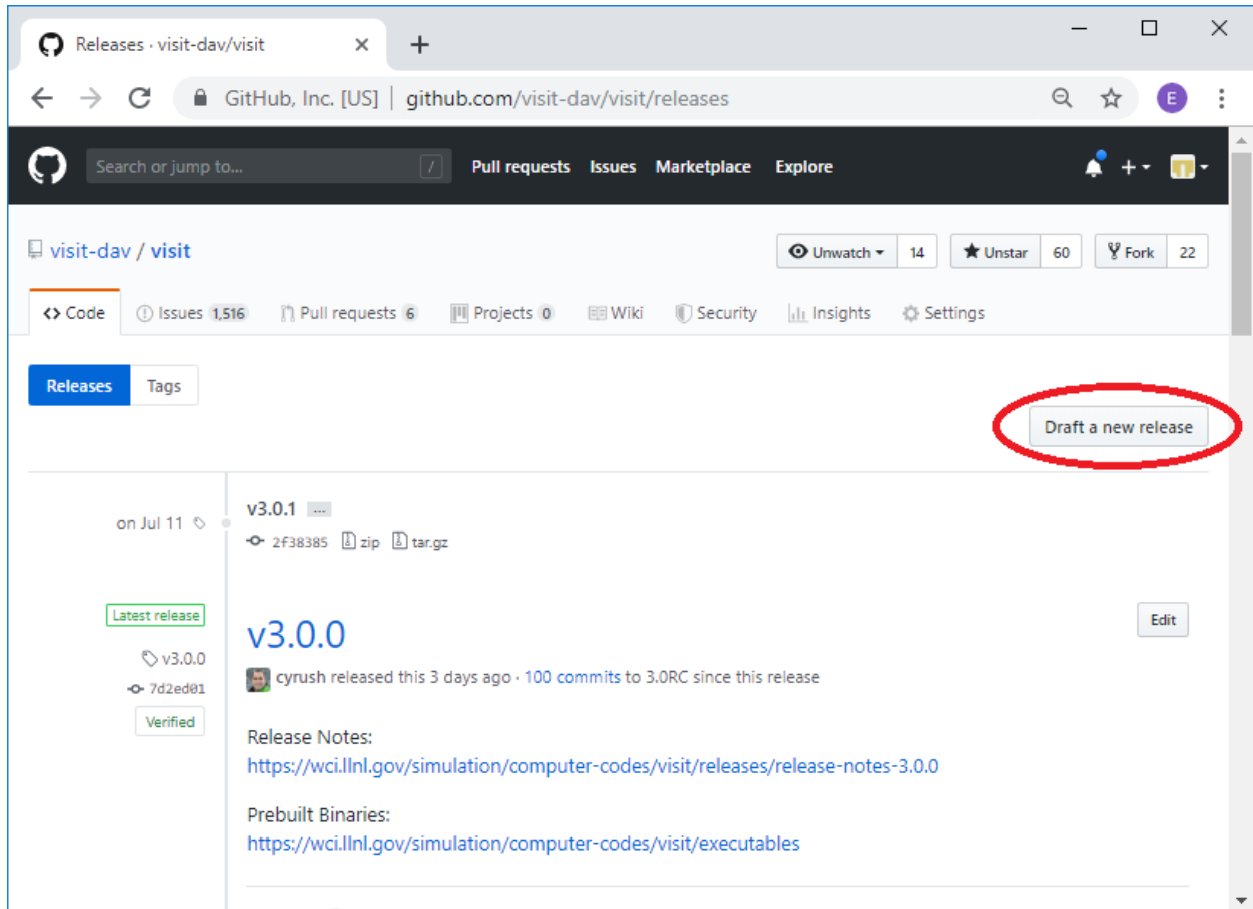 Releases · visit-dav/visit
GitHub, Inc. [US] | github.com/visit-dav/visit/releases
E
Search or jump to... / Pull requests Issues Marketplace Explore
visit-dav / visit
Unwatch 14 Unstar 60 Fork 22
Code Issues 1,516 Pull requests 6 Projects 0 Wiki Security Insights Settings
Releases Tags
Draft a new release
on Jul 11
v3.0.1 ...
2f38385 zip tar.gz
Latest release
v3.0.0
7d2ed01
Verified
v3.0.0
Edit
cyrush released this 3 days ago · 100 commits to 3.0RC since this release
Release Notes:
https://wci.llnl.gov/simulation/computer-codes/visit/releases/release-notes-3.0.0
Prebuilt Binaries:
https://wci.llnl.gov/simulation/computer-codes/visit/executables